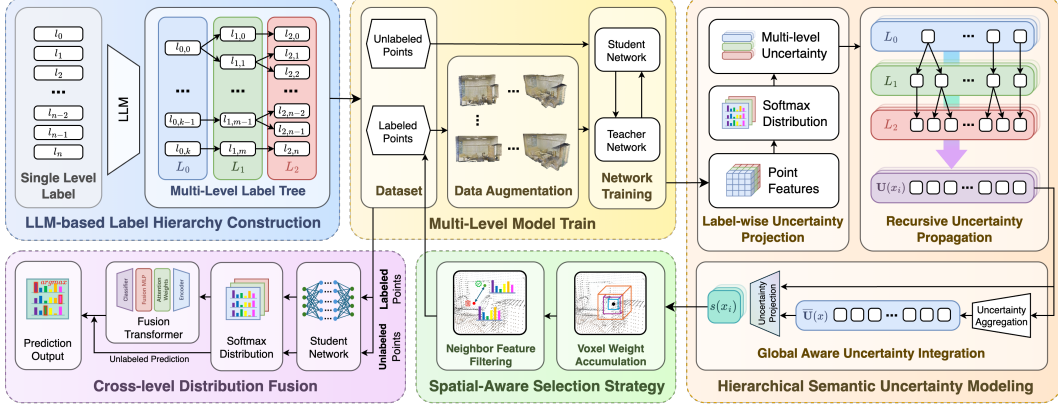 l0
l1
l2
...
ln−2
ln−1
ln
Single Level
Label
LLM
l0,0
l1,0
l2,0
l1,1
l2,1
l2,2
...
...
...
l0,k−1
l1,m−1
l2,n−2
l2,n−1
l0,k
l1,m
l2,n
L0
L1
L2
Multi-Level Label Tree
LLM-based Label Hierarchy Construction
Unlabeled
Points
Labeled
Points
Dataset
...
...
...
Data Augmentation
Student
Network
Teacher
Network
Network
Training
Multi-Level Model Train
Multi-level
Uncertainty
Softmax
Distribution
Point
Features
Label-wise Uncertainty
Projection
L0
...
L1
...
L2
...
U(xi)
...
Recursive Uncertainty
Propagation
Uncertainty
Projection
s(xi)
U̅(x)
...
Uncertainty
Aggregation
Global Aware Uncertainty Integration
Hierarchical Semantic Uncertainty Modeling
Neighbor Feature
Filtering
Voxel Weight
Accumulation
Spatial-Aware Selection Strategy
Labeled
Points
Unlabeled
Points
Student
Network
Softmax
Distribution
Classifier
Fusion MLP
Attention
Weights
Encoder
Fusion
Transformer
Unlabeled Prediction
argmax
Prediction
Output
Cross-level Distribution Fusion